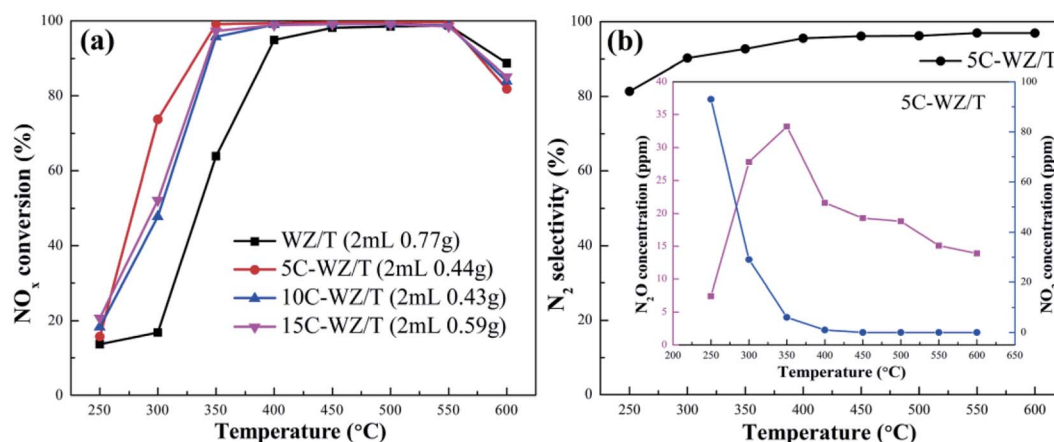 (a)
NOx conversion (%)
100
80
60
40
20
0
WZ/T (2mL 0.77g)
5C-WZ/T (2mL 0.44g)
10C-WZ/T (2mL 0.43g)
15C-WZ/T (2mL 0.59g)
250 300 350 400 450 500 550 600
Temperature (°C)
(b)
N2 selectivity (%)
100
80
60
40
20
0
5C-WZ/T
5C-WZ/T
N2O concentration (ppm)
40
35
30
25
20
15
10
5
0
100
80
60
40
20
0
200 250 300 350 400 450 500 550 600 650
Temperature (°C)
250 300 350 400 450 500 550 600
Temperature (°C)